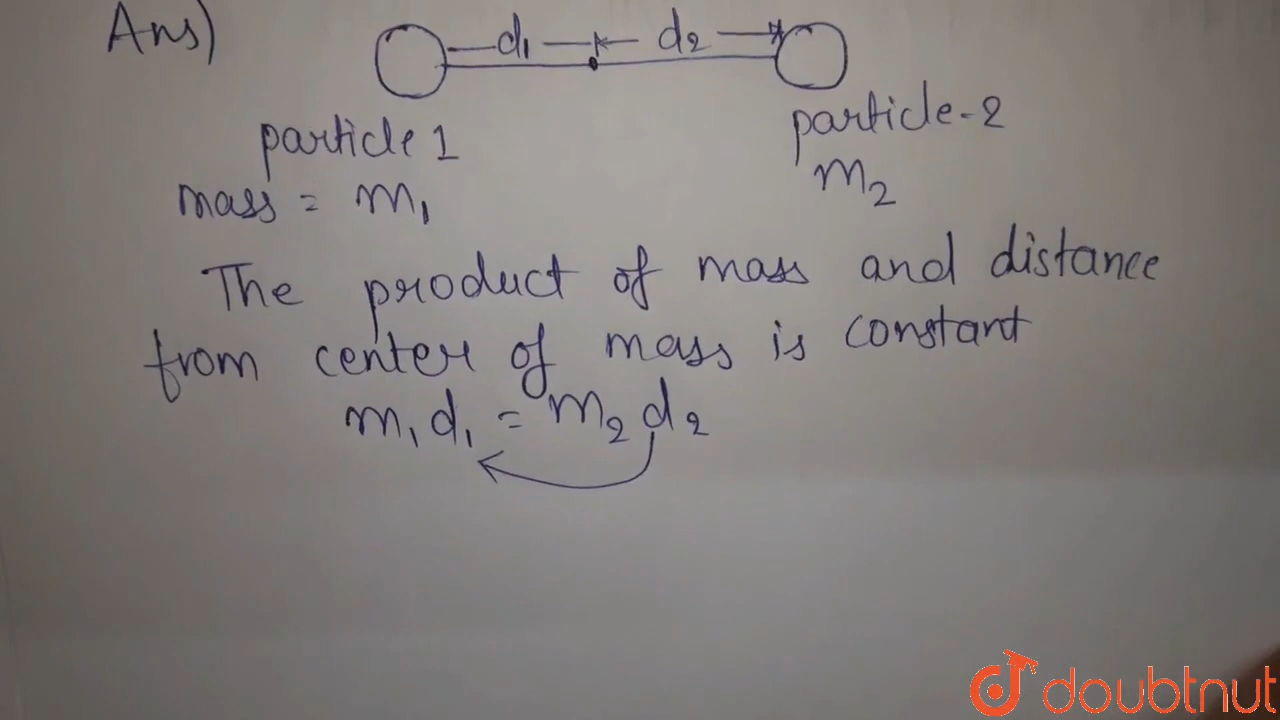 Ans)
d₁ d₂
particle 1 particle-2
mass = m₁ m₂
The product of mass and distance
from center of mass is constant
m₁d₁ = m₂d₂
doubtnut